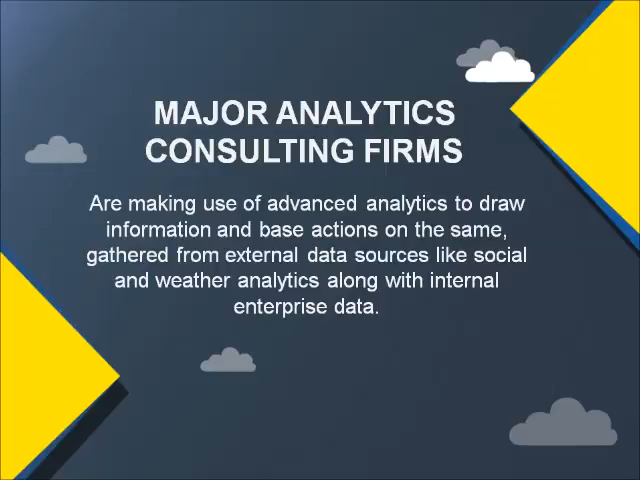 MAJOR ANALYTICS
CONSULTING FIRMS
Are making use of advanced analytics to draw
information and base actions on the same,
gathered from external data sources like social
and weather analytics along with internal
enterprise data.